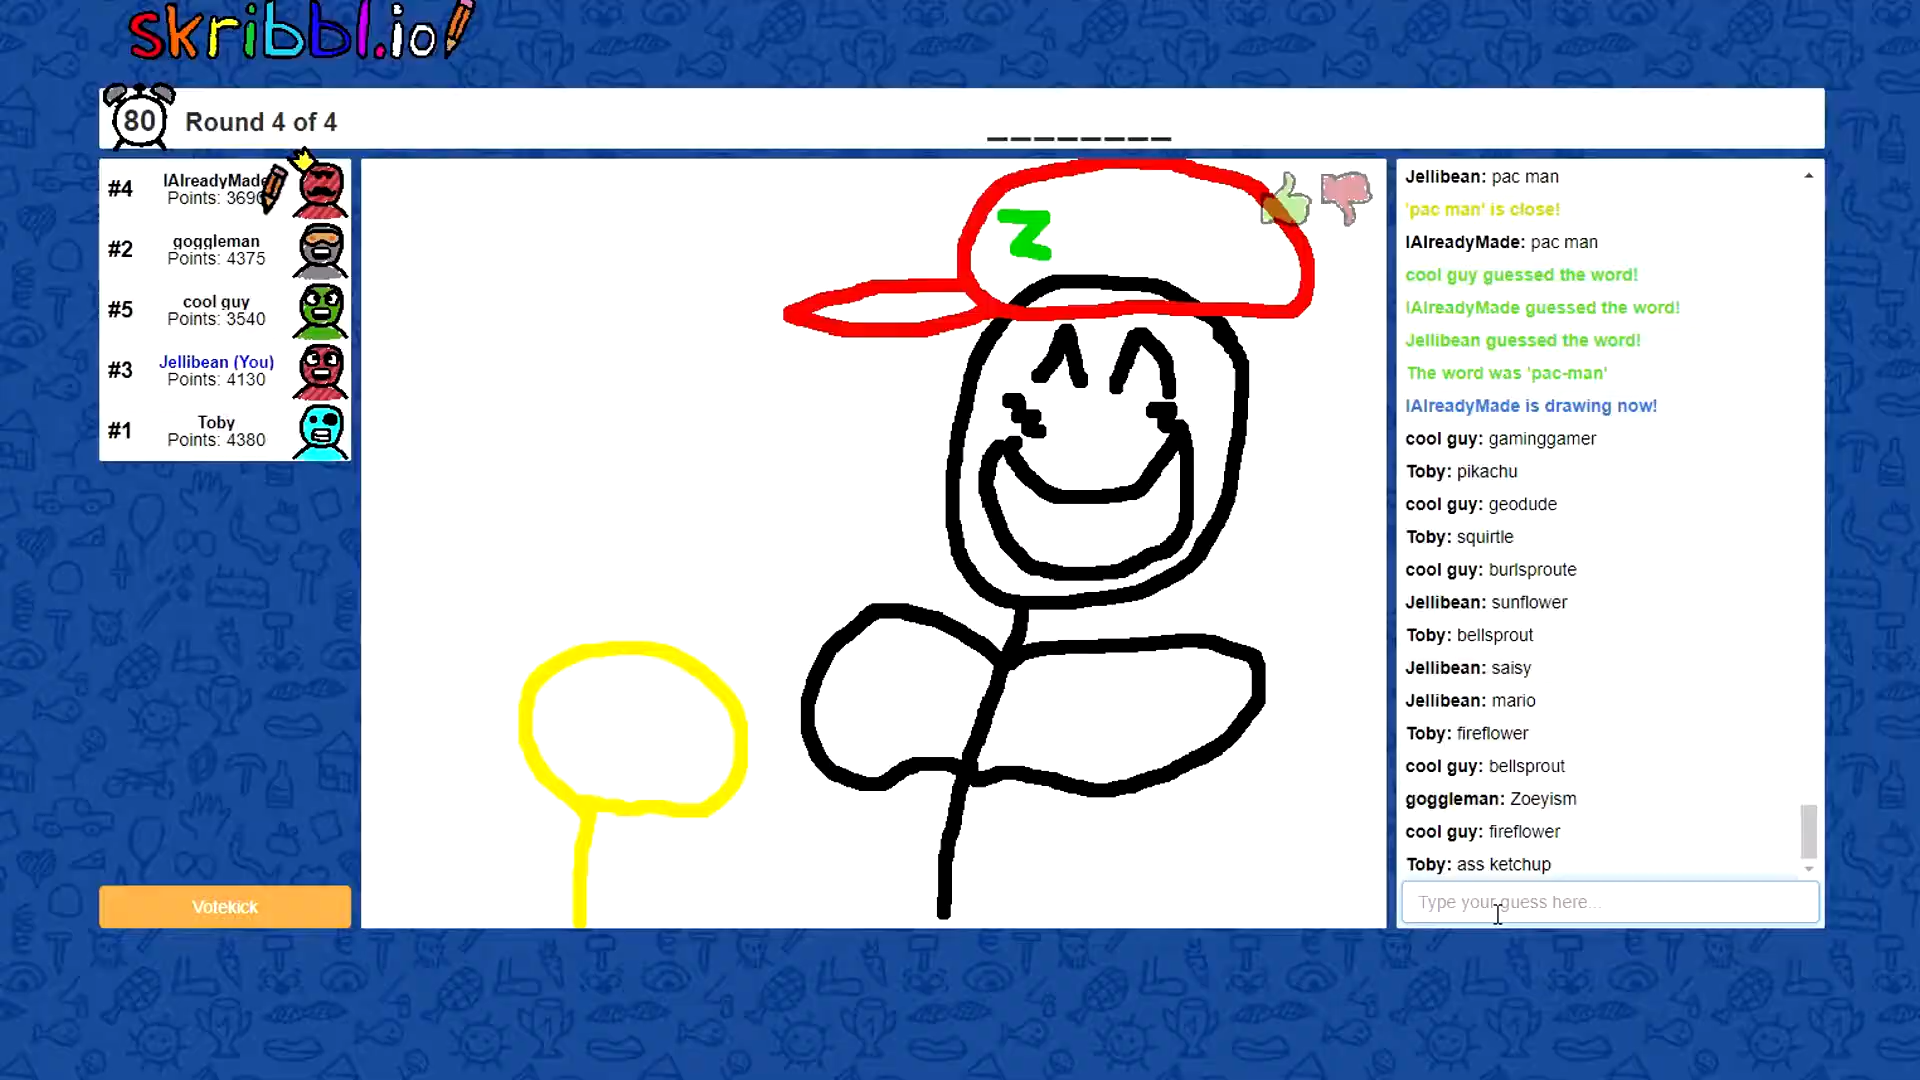 skribbl.io
80
Round 4 of 4
________
#4
IAlreadyMade
Points: 3690
#2
goggleman
Points: 4375
#5
cool guy
Points: 3540
#3
Jellibean (You)
Points: 4130
#1
Toby
Points: 4380
Votekick
Z
Jellibean: pac man
'pac man' is close!
IAlreadyMade: pac man
cool guy guessed the word!
IAlreadyMade guessed the word!
Jellibean guessed the word!
The word was 'pac-man'
IAlreadyMade is drawing now!
cool guy: gaminggamer
Toby: pikachu
cool guy: geodude
Toby: squirtle
cool guy: burlsproute
Jellibean: sunflower
Toby: bellsprout
Jellibean: saisy
Jellibean: mario
Toby: fireflower
cool guy: bellsprout
goggleman: Zoeyism
cool guy: fireflower
Toby: ass ketchup
Type your guess here...